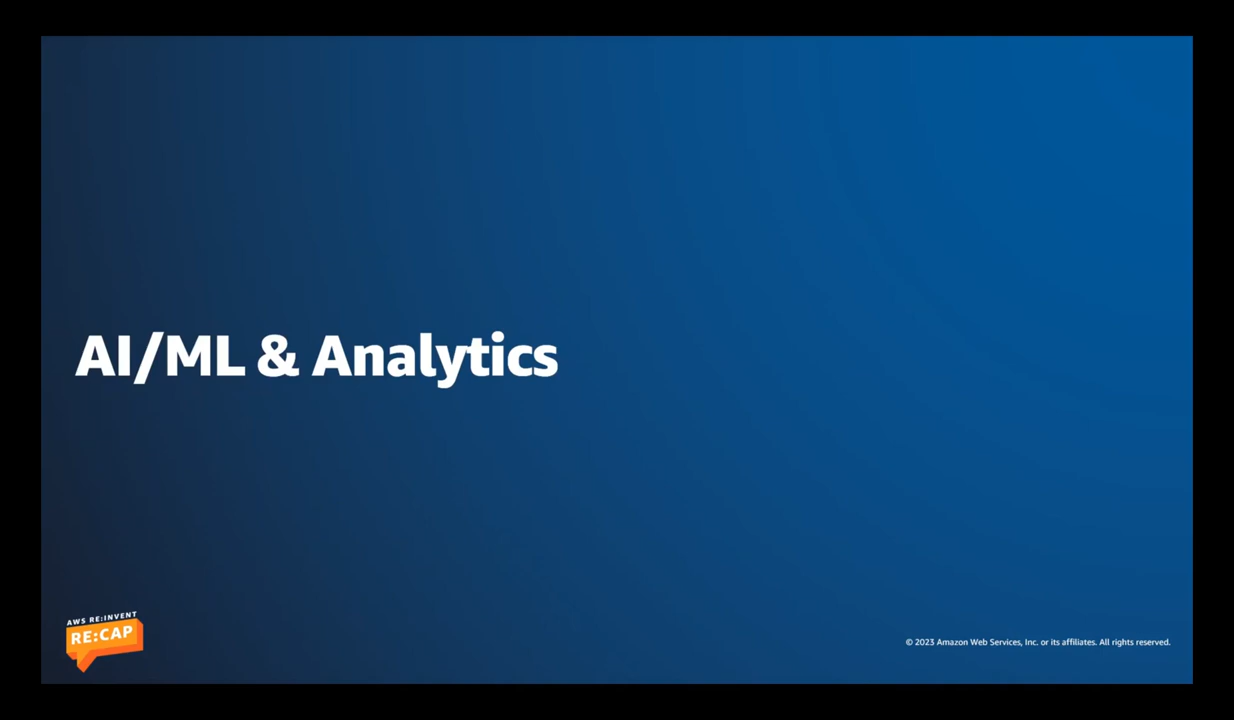 AI/ML & Analytics
AWS RE:INVENT
RE:CAP
© 2023 Amazon Web Services, Inc. or its affiliates. All rights reserved.